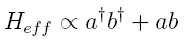 H_{eff} ∝ a†b† + ab